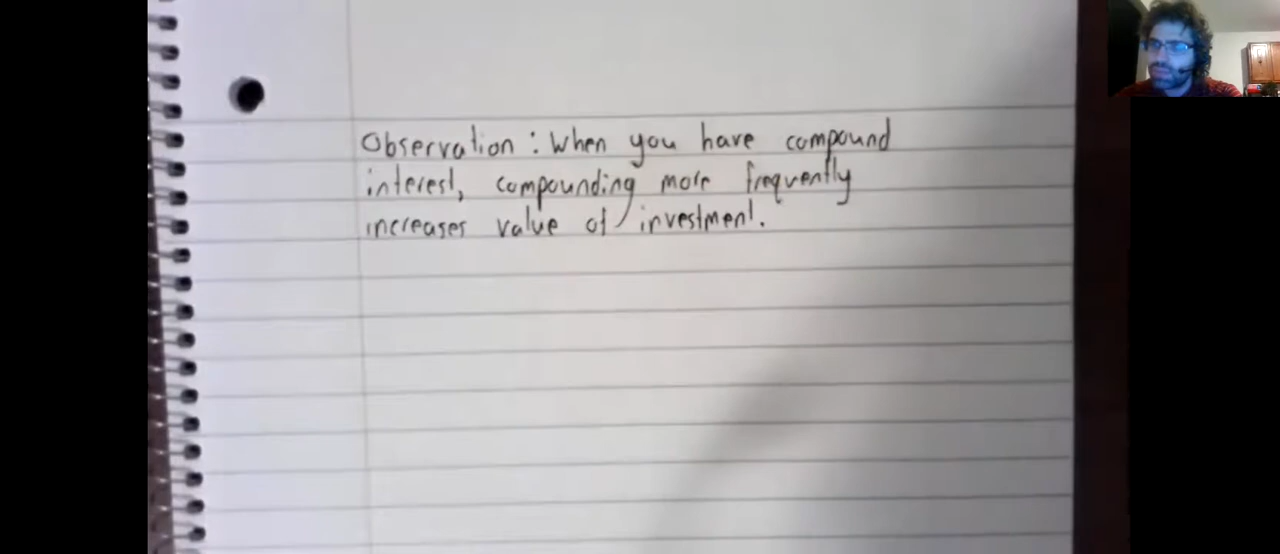 Observation: When you have compound
interest, compounding more frequently
increases value of investment.